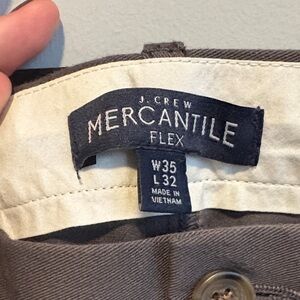 J. CREW
MERCANTILE
FLEX
W35
L32
MADE IN
VIETNAM